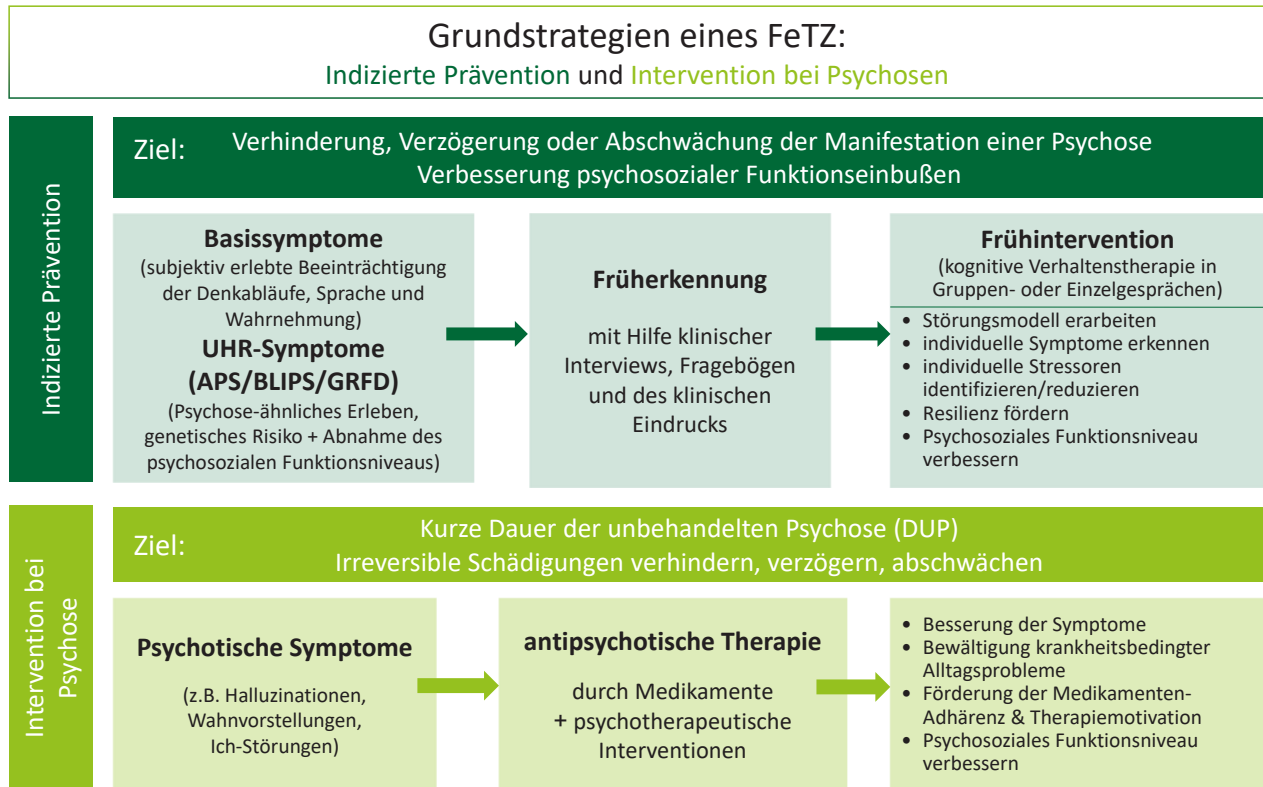 Grundstrategien eines FeTZ:
Indizierte Prävention und Intervention bei Psychosen
Indizierte Prävention
Ziel:
Verhinderung, Verzögerung oder Abschwächung der Manifestation einer Psychose
Verbesserung psychosozialer Funktionseinbußen
Basissymptome
(subjektiv erlebte Beeinträchtigung
der Denkabläufe, Sprache und
Wahrnehmung)
UHR-Symptome
(APS/BLIPS/GRFD)
(Psychose-ähnliches Erleben,
genetisches Risiko + Abnahme des
psychosozialen Funktionsniveaus)
Früherkennung
mit Hilfe klinischer
Interviews, Fragebögen
und des klinischen
Eindrucks
Frühintervention
(kognitive Verhaltenstherapie in
Gruppen- oder Einzelgesprächen)
• Störungsmodell erarbeiten
• individuelle Symptome erkennen
• individuelle Stressoren
identifizieren/reduzieren
• Resilienz fördern
• Psychosoziales Funktionsniveau
verbessern
Intervention bei
Psychose
Ziel:
Kurze Dauer der unbehandelten Psychose (DUP)
Irreversible Schädigungen verhindern, verzögern, abschwächen
Psychotische Symptome
(z.B. Halluzinationen,
Wahnvorstellungen,
Ich-Störungen)
antipsychotische Therapie
durch Medikamente
+ psychotherapeutische
Interventionen
• Besserung der Symptome
• Bewältigung krankheitsbedingter
Alltagsprobleme
• Förderung der Medikamenten-
Adhärenz & Therapiemotivation
• Psychosoziales Funktionsniveau
verbessern